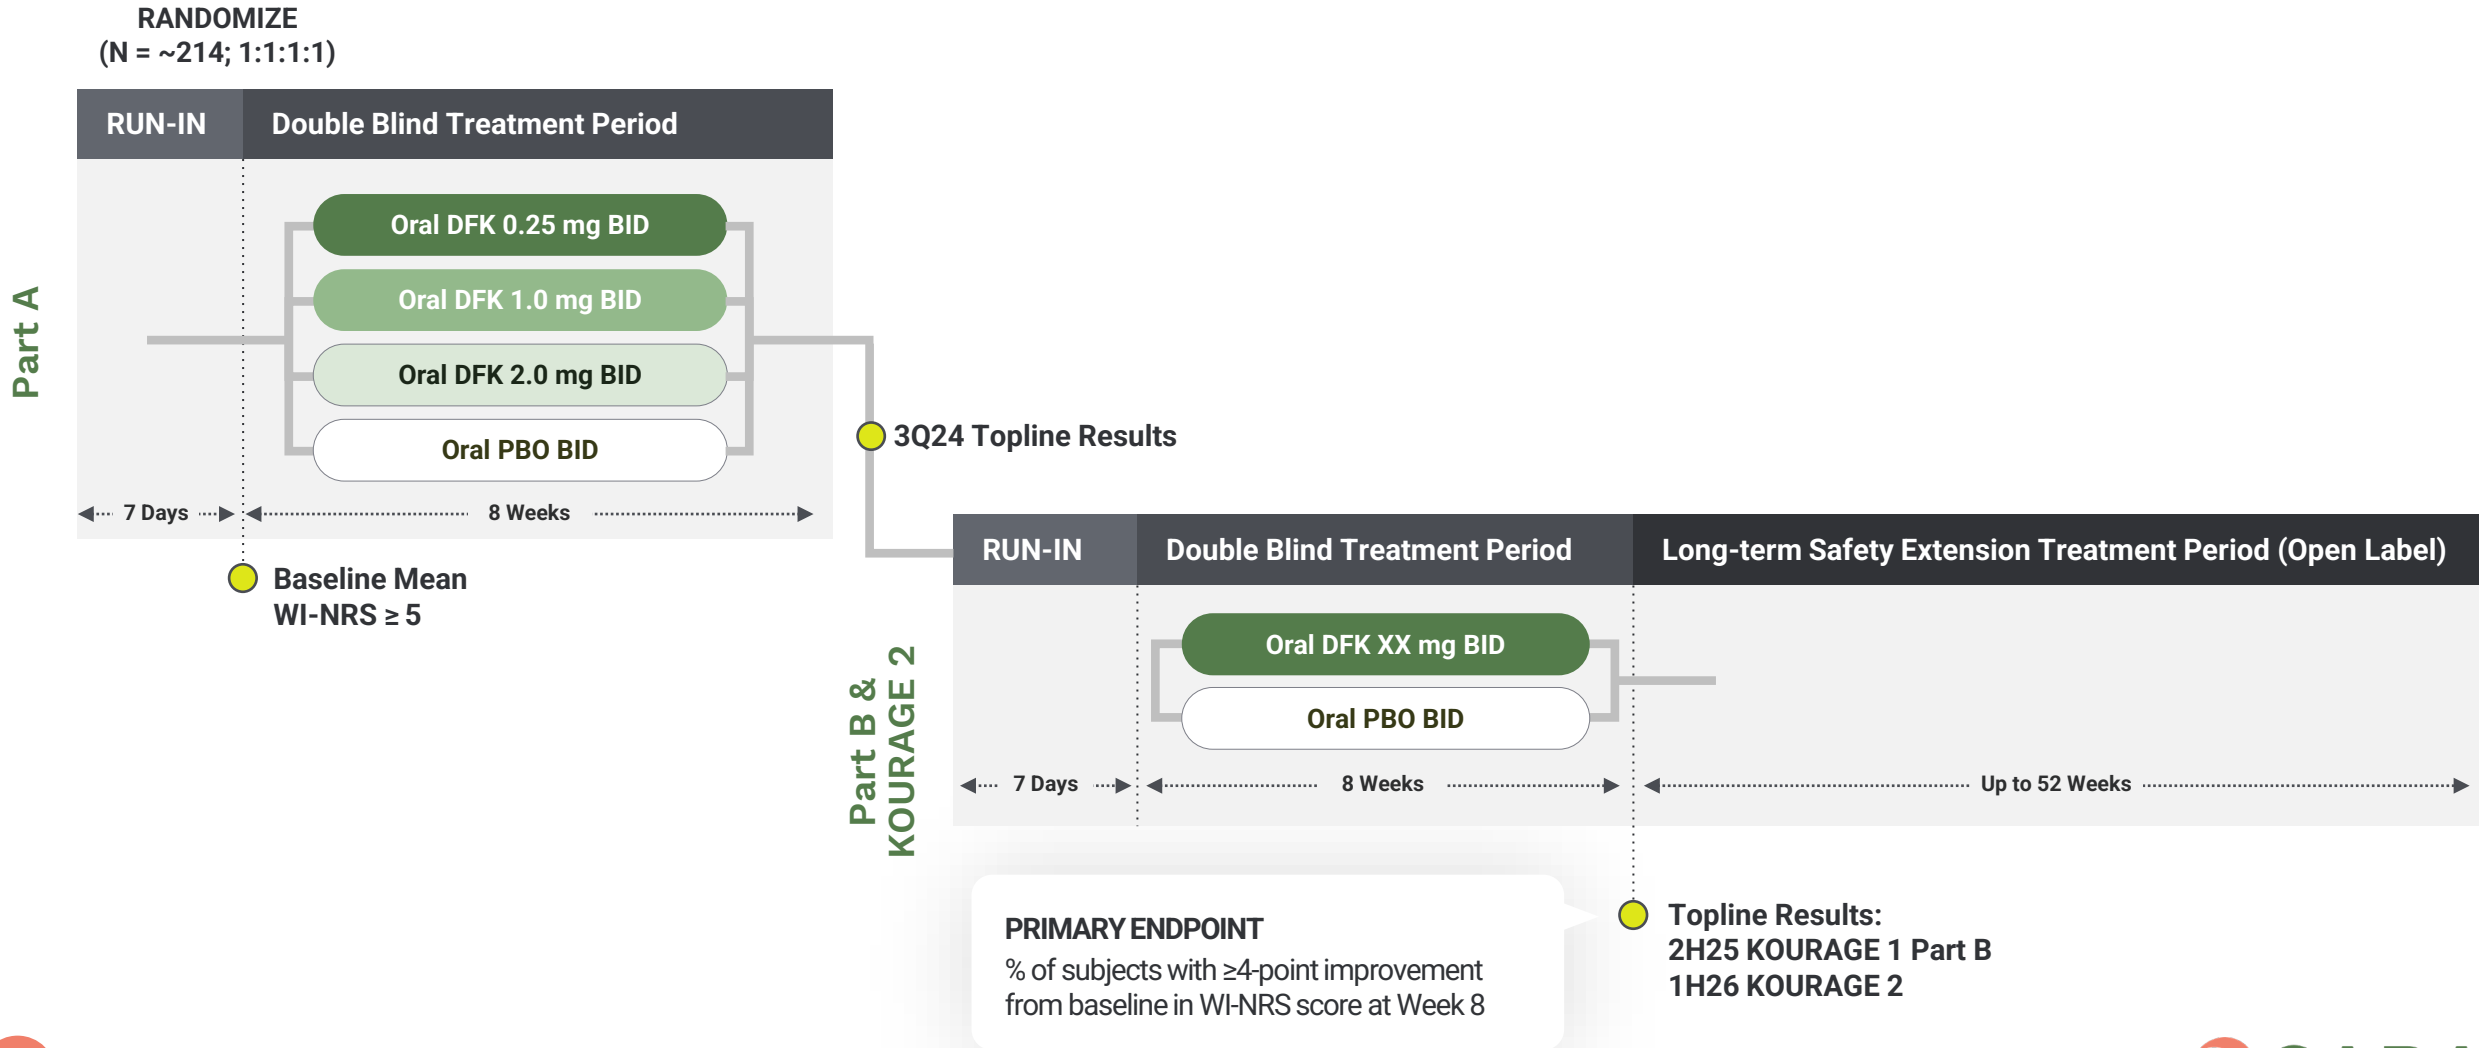 RANDOMIZE
(N = ~214; 1:1:1:1)
RUN-IN
Double Blind Treatment Period
Part A
Oral DFK 0.25 mg BID
Oral DFK 1.0 mg BID
Oral DFK 2.0 mg BID
Oral PBO BID
7 Days
8 Weeks
Baseline Mean
WI-NRS ≥ 5
3Q24 Topline Results
Part B &
KOURAGE 2
RUN-IN
Double Blind Treatment Period
Long-term Safety Extension Treatment Period (Open Label)
Oral DFK XX mg BID
Oral PBO BID
7 Days
8 Weeks
Up to 52 Weeks
PRIMARY ENDPOINT
% of subjects with ≥4-point improvement
from baseline in WI-NRS score at Week 8
Topline Results:
2H25 KOURAGE 1 Part B
1H26 KOURAGE 2